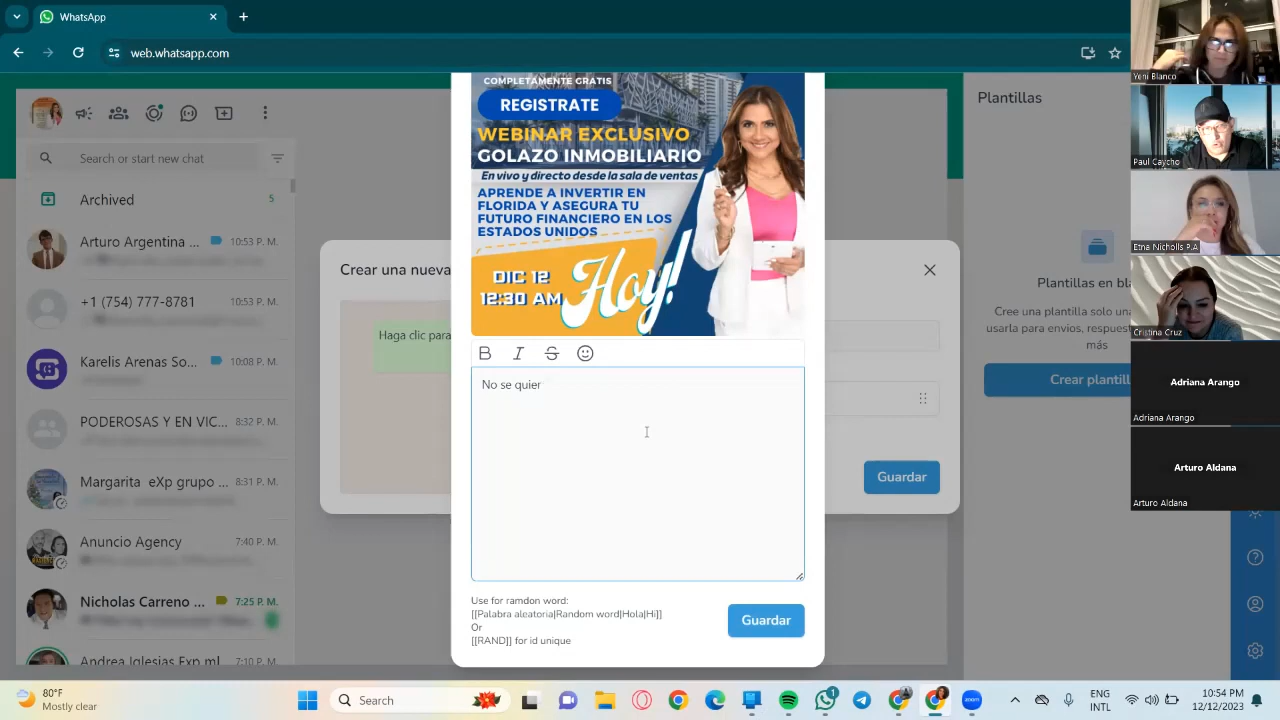 WhatsApp
web.whatsapp.com
Search or start new chat
Archived
5
Arturo Argentina ...
10:53 P. M.
+1 (754) 777-8781
10:53 P. M.
Karelis Arenas So...
10:08 P. M.
PODEROSAS Y EN VIC...
8:32 P. M.
Margarita eXp grupo ...
8:31 P. M.
Anuncio Agency
7:40 P. M.
Nicholas Carreno ...
7:25 P. M.
Andrea Iglesias Exp ml
7:10 P. M.
Crear una nueva
Haga clic para
COMPLETAMENTE GRATIS
REGISTRATE
WEBINAR EXCLUSIVO
GOLAZO INMOBILIARIO
En vivo y directo desde la sala de ventas
APRENDE A INVERTIR EN
FLORIDA Y ASEGURA TU
FUTURO FINANCIERO EN LOS
ESTADOS UNIDOS
DIC 12
12:30 AM
Hoy!
No se quier
Use for ramdon word:
[[Palabra aleatoria|Random word|Hola|Hi]]
Or
[[RAND]] for id unique
Guardar
Guardar
Plantillas
Plantillas en bla
Cree una plantilla solo una
usarla para envíos, respues
más
Crear plantill
Yeni Blanco
Paul Caycho
Etna Nicholls P.A
Cristina Cruz
Adriana Arango
Adriana Arango
Arturo Aldana
Arturo Aldana
80°F
Mostly clear
Search
1
zoom
ENG
INTL
10:54 PM
12/12/2023